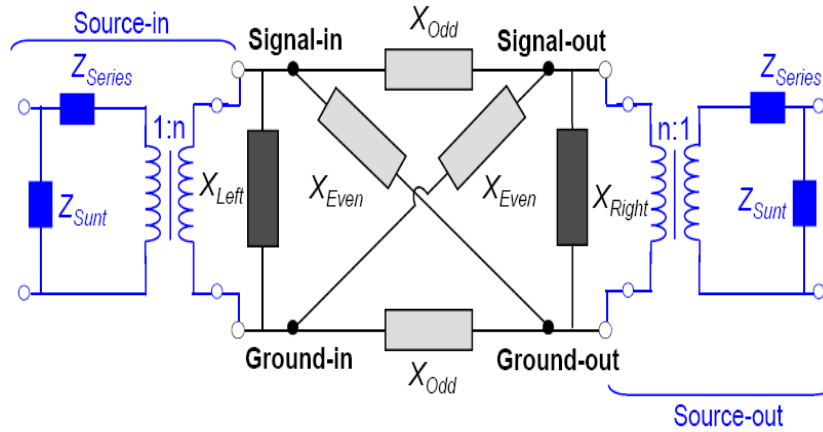 Source-in
Signal-in
X_Odd
Signal-out
Z_Series
Z_Series
1:n
n:1
X_Left
X_Even
X_Even
X_Right
Z_Sunt
Z_Sunt
Ground-in
X_Odd
Ground-out
Source-out